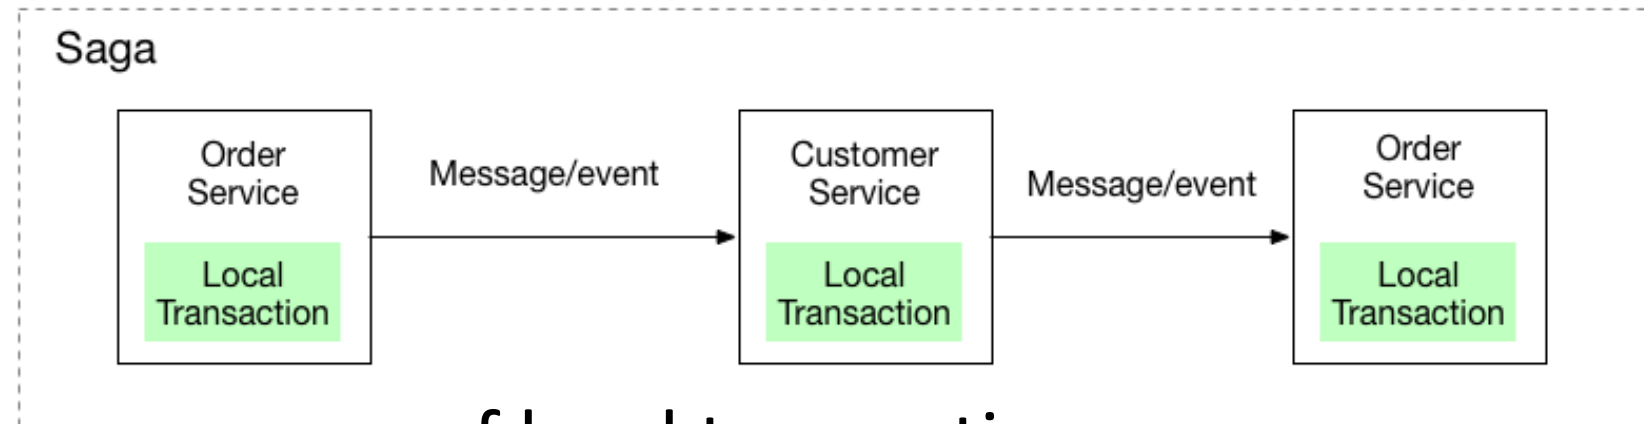 Saga
Order
Service
Message/event
Customer
Service
Message/event
Order
Service
Local
Transaction
Local
Transaction
Local
Transaction